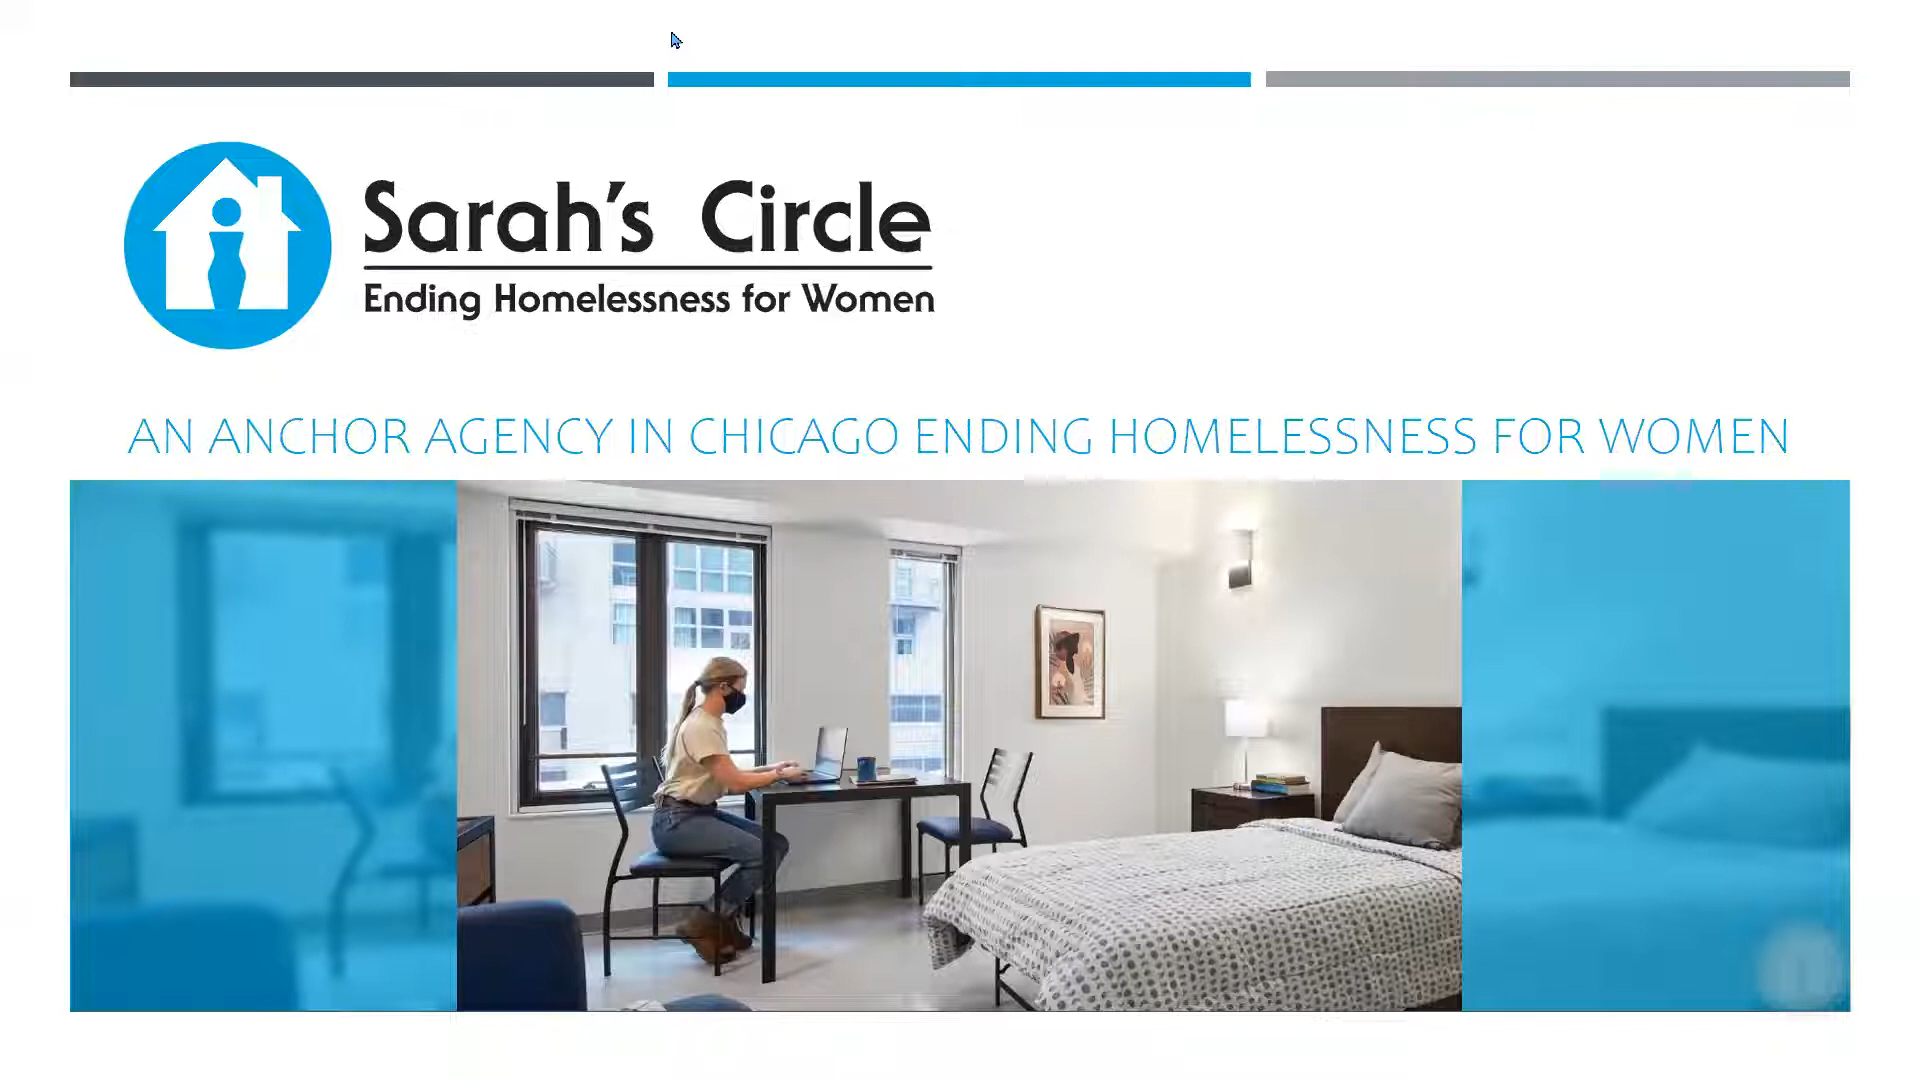 Sarah's Circle
Ending Homelessness for Women
AN ANCHOR AGENCY IN CHICAGO ENDING HOMELESSNESS FOR WOMEN